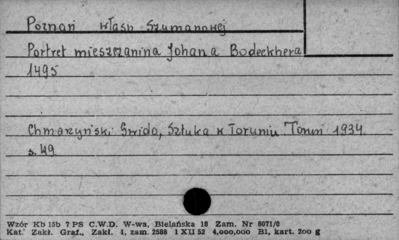 Poznań własn Szumanowej
Portret mieszczanina Johana Bodeckhera
1495
Chmarzyński Gwido, Sztuka w Toruniu Toruń 1934
s. 49
Wzór Kb 15b 7 PS C.W.D. W-wa, Bielańska 18 Zam. Nr 8071/0
Kat. Zakł. Graf., Zakł. 1, zam. 2588 1 XII 52 4,000,000 Bl, kart. 200 g